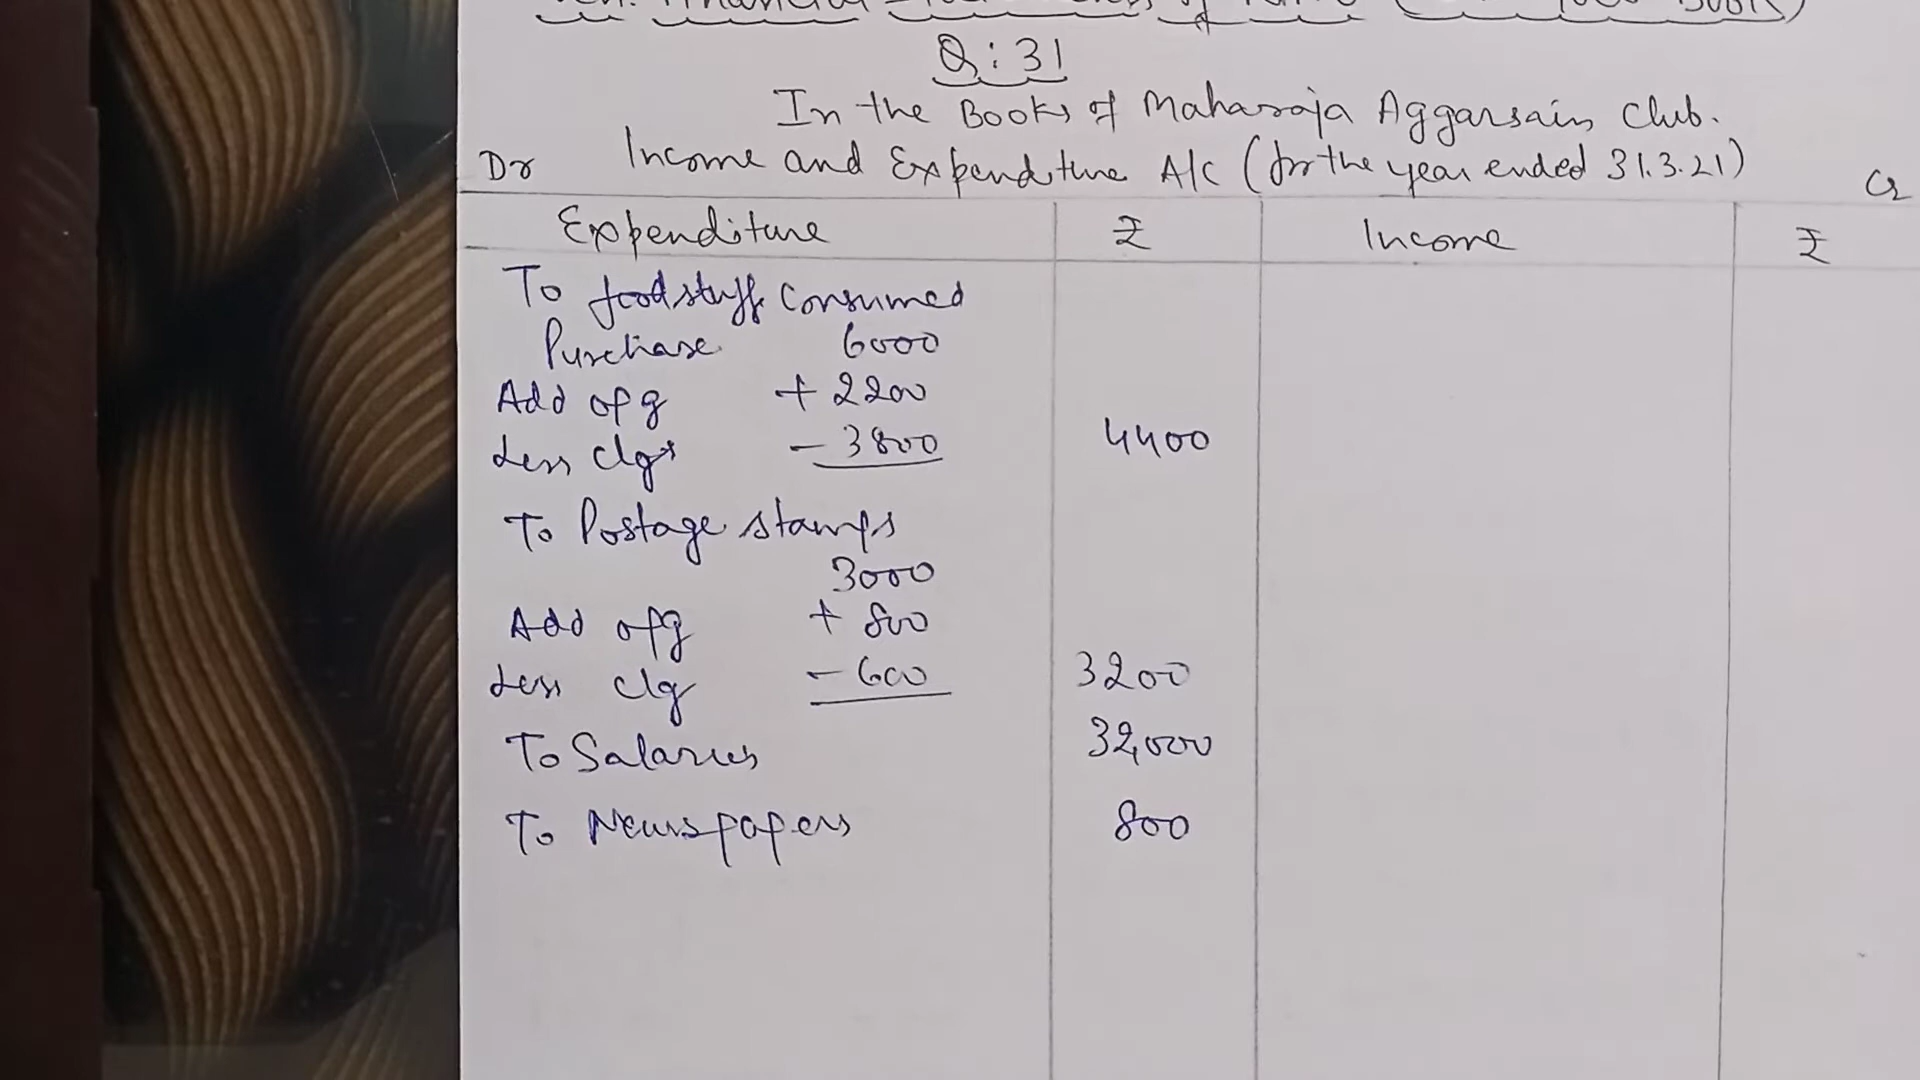 Q: 31
In the Books of Maharaja Aggarsain Club.
Dr Income and Expenditure A/c (for the year ended 31.3.21) Cr
Expenditure ₹ Income ₹
To foodstuff Consumed
Purchase 6000
Add opg + 2200
Less clg - 3800 4400
To Postage stamps
3000
Add opg + 800
Less clg - 600 3200
To Salaries 32,000
To Newspapers 800